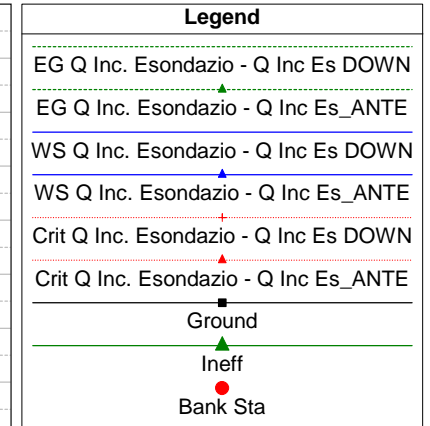 Legend
EG Q Inc. Esondazio - Q Inc Es DOWN
EG Q Inc. Esondazio - Q Inc Es_ANTE
WS Q Inc. Esondazio - Q Inc Es DOWN
WS Q Inc. Esondazio - Q Inc Es_ANTE
Crit Q Inc. Esondazio - Q Inc Es DOWN
Crit Q Inc. Esondazio - Q Inc Es_ANTE
Ground
Ineff
Bank Sta